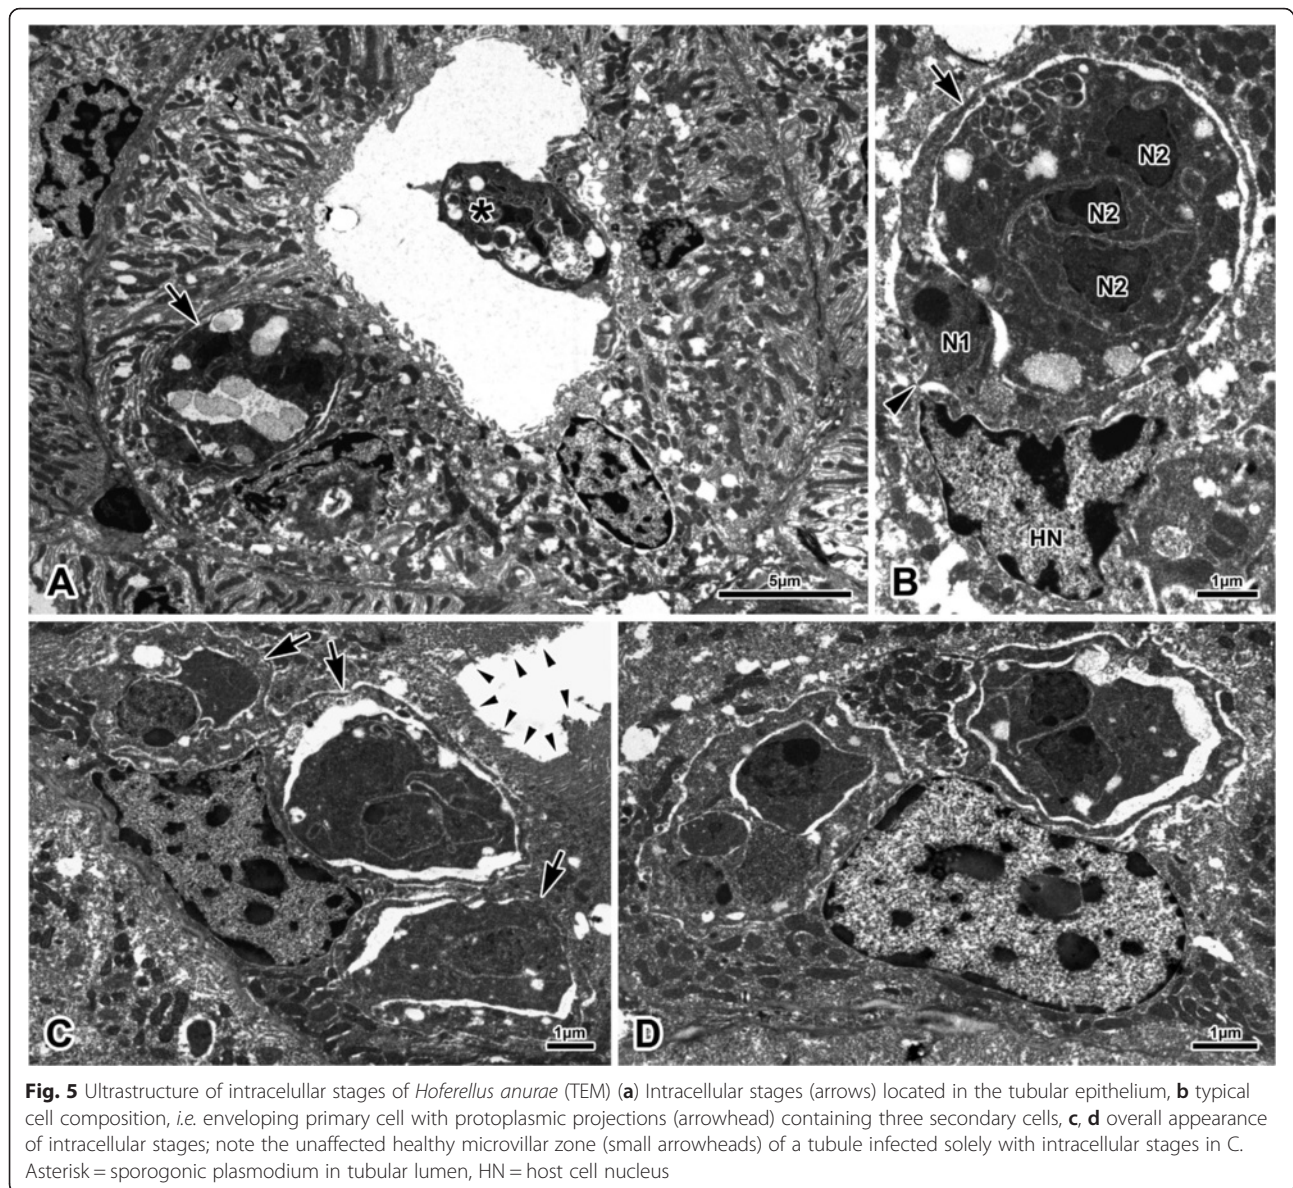 *
A
5µm
N2
N2
N2
N1
HN
B
1µm
C
1µm
D
1µm
Fig. 5 Ultrastructure of intracelullar stages of Hoferellus anurae (TEM) (a) Intracellular stages (arrows) located in the tubular epithelium, b typical
cell composition, i.e. enveloping primary cell with protoplasmic projections (arrowhead) containing three secondary cells, c, d overall appearance
of intracellular stages; note the unaffected healthy microvillar zone (small arrowheads) of a tubule infected solely with intracellular stages in C.
Asterisk = sporogonic plasmodium in tubular lumen, HN = host cell nucleus